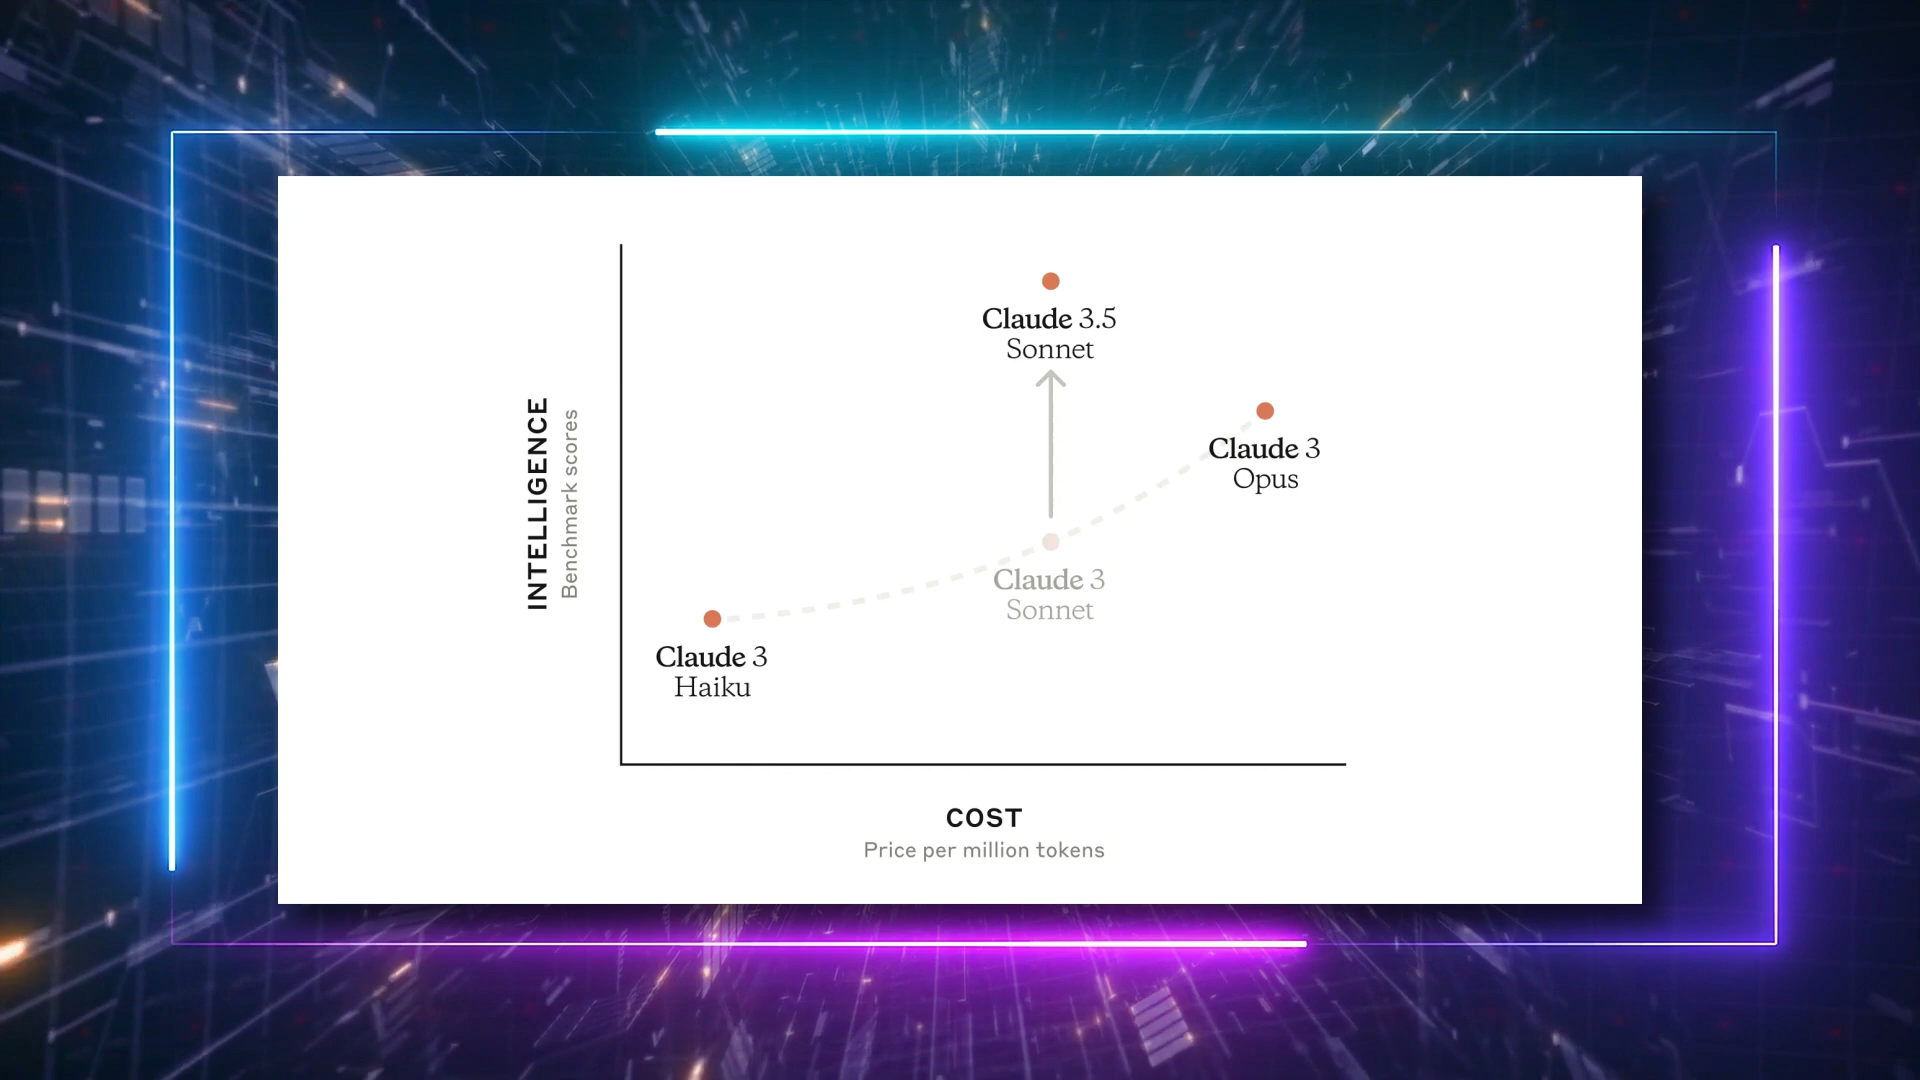 INTELLIGENCE
Benchmark scores
Claude 3.5
Sonnet
Claude 3
Opus
Claude 3
Sonnet
Claude 3
Haiku
COST
Price per million tokens